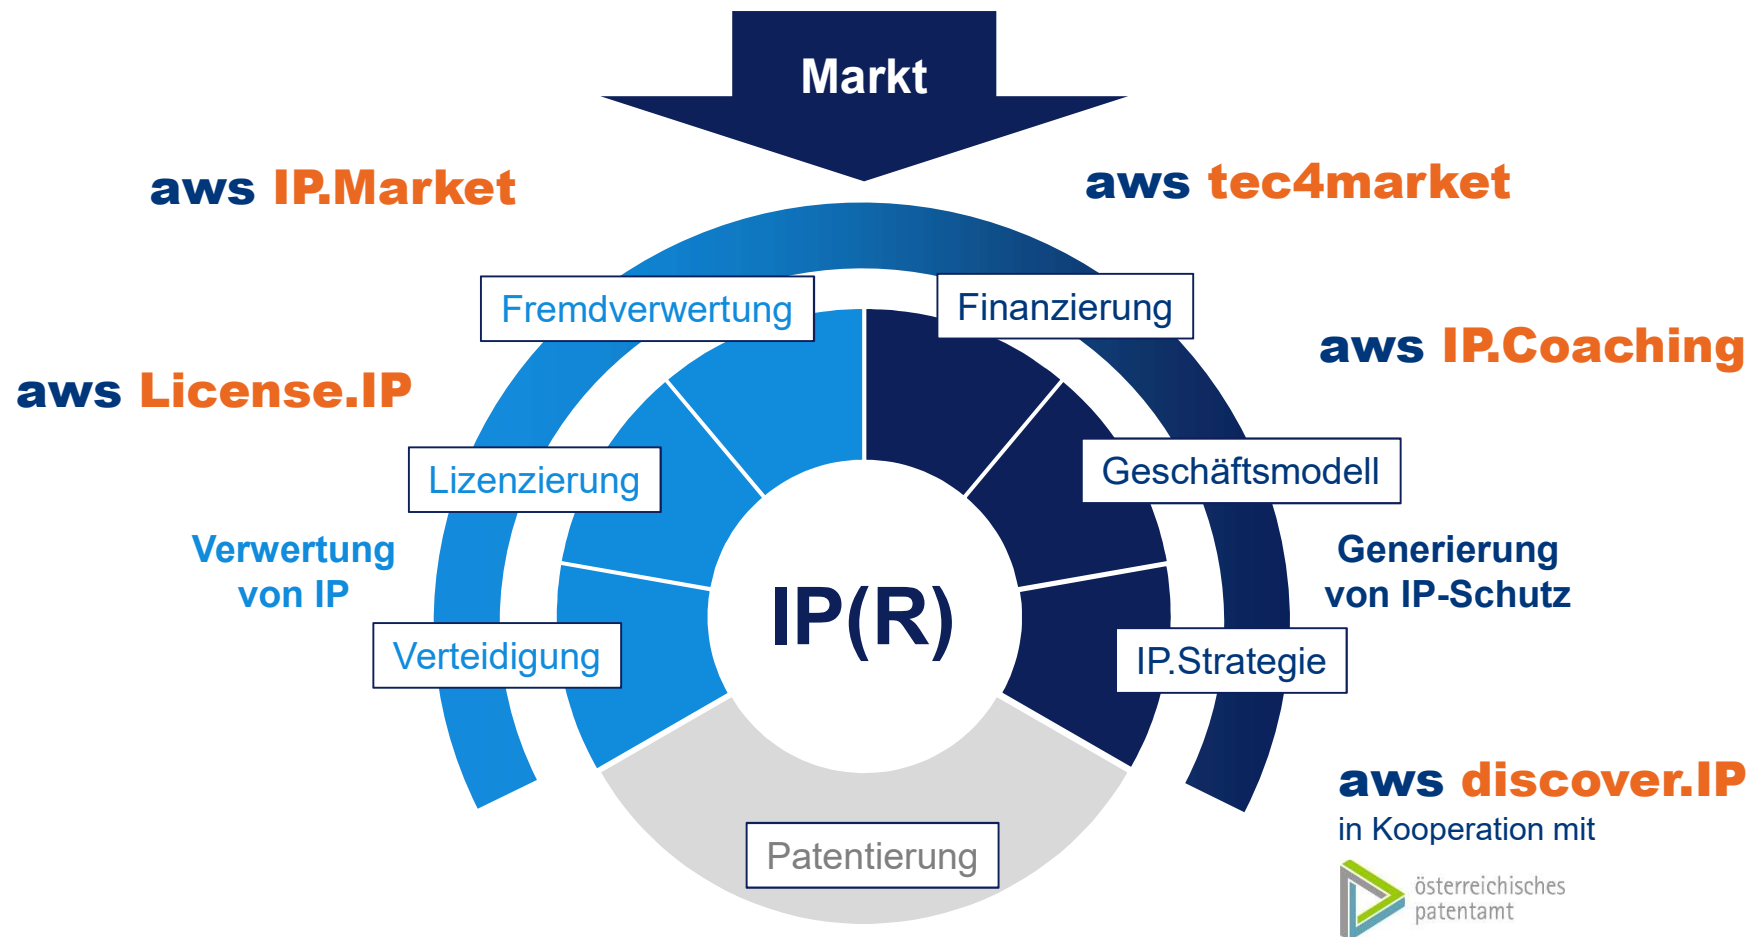 Markt
aws IP.Market
aws tec4market
Fremdverwertung
Finanzierung
aws IP.Coaching
aws License.IP
Lizenzierung
Geschäftsmodell
Verwertung
von IP
Generierung
von IP-Schutz
IP(R)
Verteidigung
IP.Strategie
aws discover.IP
in Kooperation mit
Patentierung
österreichisches
patentamt